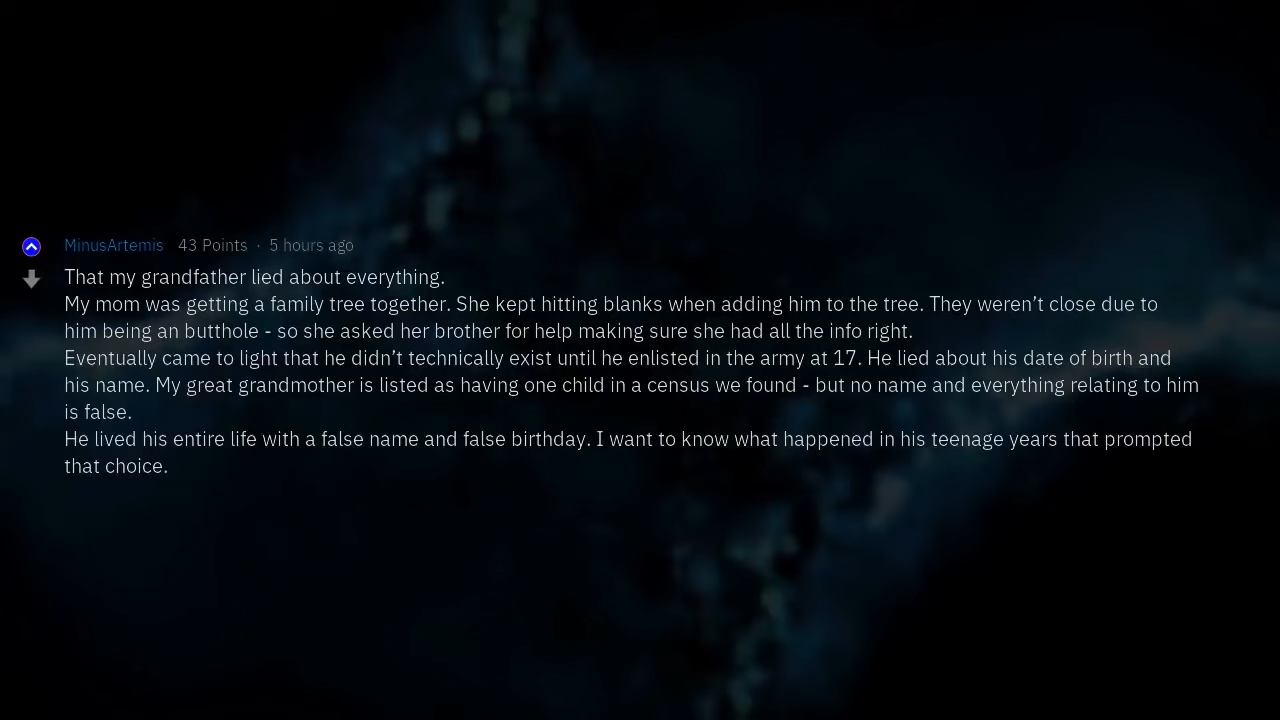 MinusArtemis 43 Points · 5 hours ago
That my grandfather lied about everything.
My mom was getting a family tree together. She kept hitting blanks when adding him to the tree. They weren’t close due to
him being an butthole - so she asked her brother for help making sure she had all the info right.
Eventually came to light that he didn’t technically exist until he enlisted in the army at 17. He lied about his date of birth and
his name. My great grandmother is listed as having one child in a census we found - but no name and everything relating to him
is false.
He lived his entire life with a false name and false birthday. I want to know what happened in his teenage years that prompted
that choice.